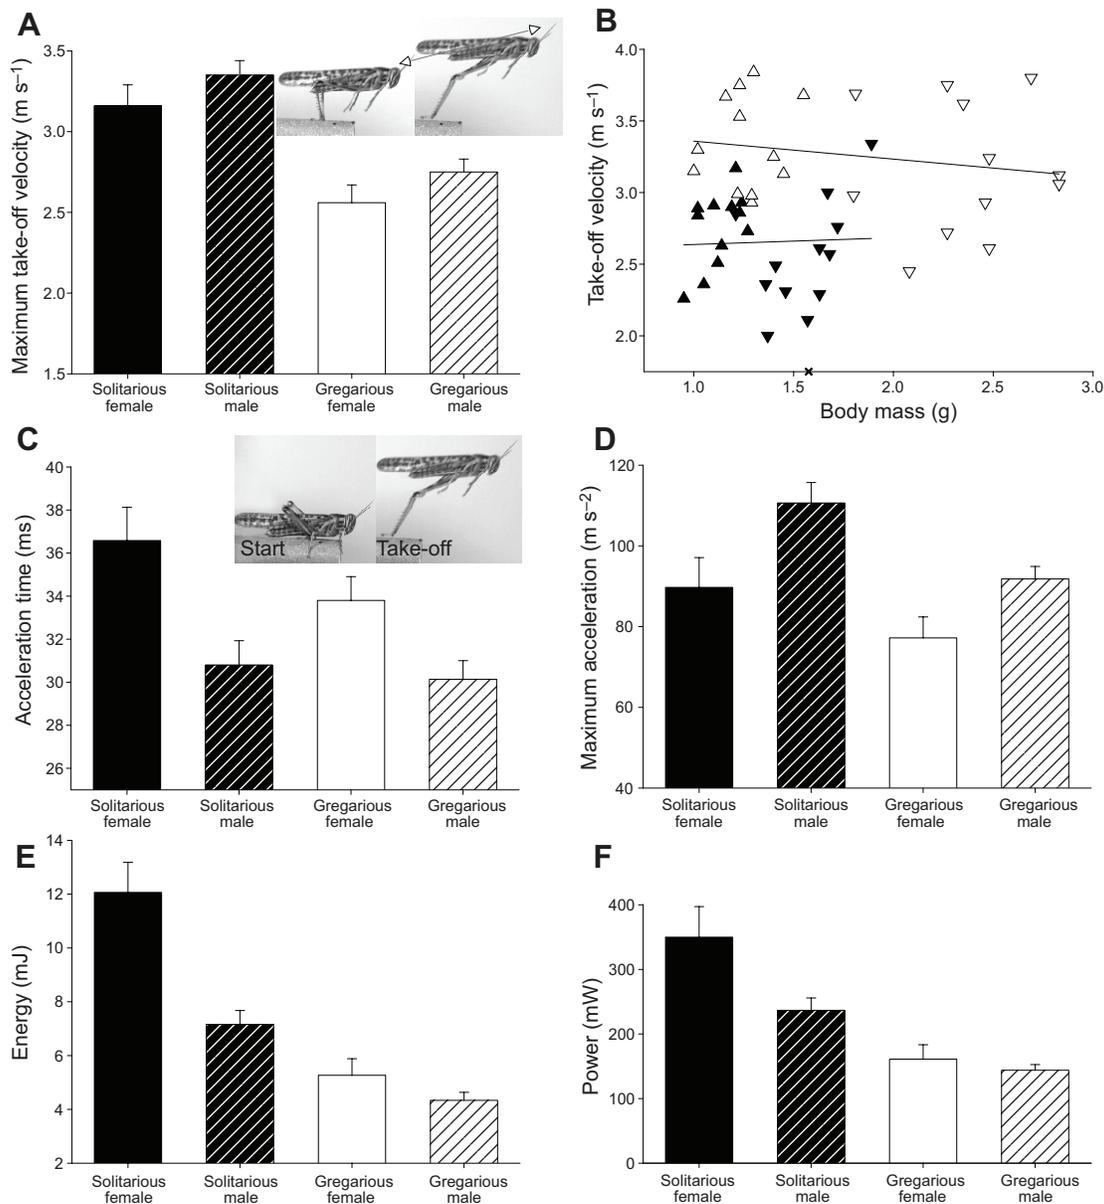 A
Maximum take-off velocity (m s–1)
3.5
3.0
2.5
2.0
1.5
Solitarious
female
Solitarious
male
Gregarious
female
Gregarious
male
B
Take-off velocity (m s–1)
4.0
3.5
3.0
2.5
2.0
1.0
1.5
2.0
2.5
3.0
Body mass (g)
C
Acceleration time (ms)
40
38
36
34
32
30
28
26
Start
Take-off
Solitarious
female
Solitarious
male
Gregarious
female
Gregarious
male
D
Maximum acceleration (m s–2)
120
100
80
60
40
Solitarious
female
Solitarious
male
Gregarious
female
Gregarious
male
E
Energy (mJ)
14
12
10
8
6
4
2
Solitarious
female
Solitarious
male
Gregarious
female
Gregarious
male
F
Power (mW)
400
300
200
100
0
Solitarious
female
Solitarious
male
Gregarious
female
Gregarious
male